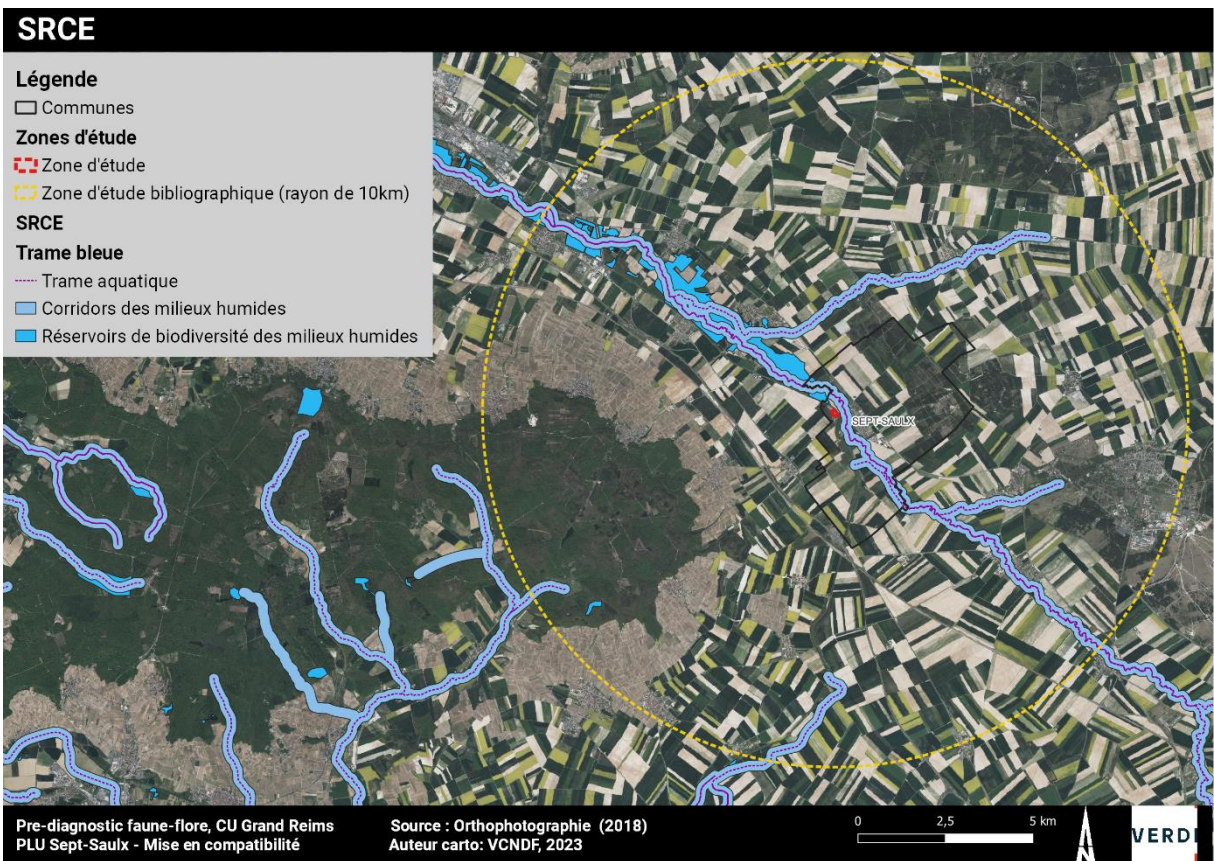 SRCE
Légende
Communes
Zones d'étude
Zone d'étude
Zone d'étude bibliographique (rayon de 10km)
SRCE
Trame bleue
Trame aquatique
Corridors des milieux humides
Réservoirs de biodiversité des milieux humides
SEPT-SAULX
Pre-diagnostic faune-flore, CU Grand Reims
PLU Sept-Saulx - Mise en compatibilité
Source : Orthophotographie (2018)
Auteur carto: VCNDF, 2023
0 2,5 5 km
N
VERDI